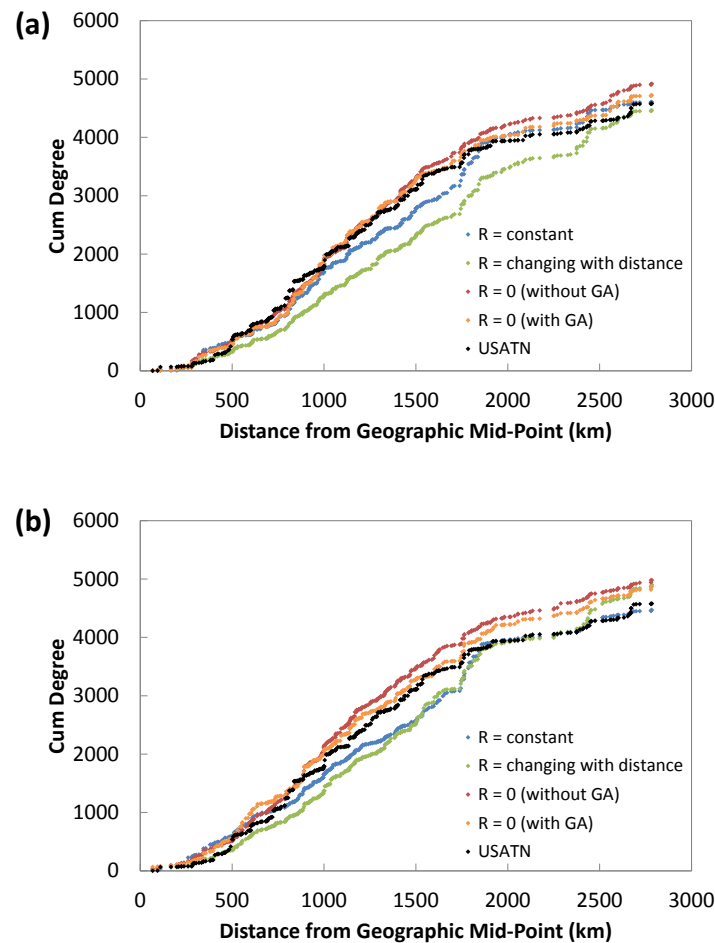 (a)
6000
5000
4000
3000
2000
1000
0
Cum Degree
R = constant
R = changing with distance
R = 0 (without GA)
R = 0 (with GA)
USATN
0 500 1000 1500 2000 2500 3000
Distance from Geographic Mid-Point (km)
(b)
6000
5000
4000
3000
2000
1000
0
Cum Degree
R = constant
R = changing with distance
R = 0 (without GA)
R = 0 (with GA)
USATN
0 500 1000 1500 2000 2500 3000
Distance from Geographic Mid-Point (km)